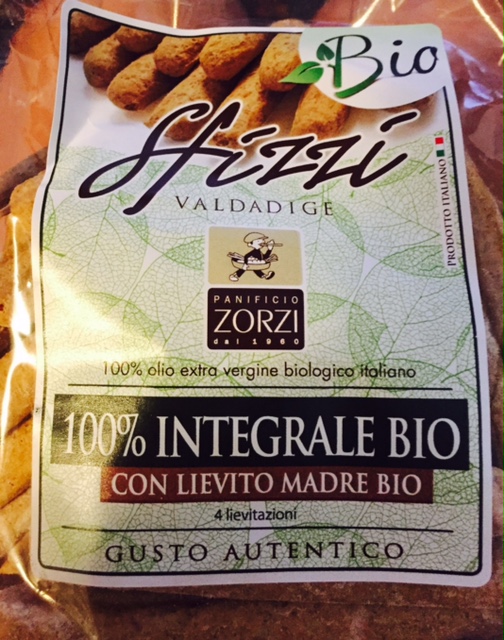 Bio
Sfizzi
VALDADIGE
PRODOTTO ITALIANO
PANIFICIO
ZORZI
dal 1960
100% olio extra vergine biologico italiano
100% INTEGRALE BIO
CON LIEVITO MADRE BIO
4 lievitazioni
GUSTO AUTENTICO